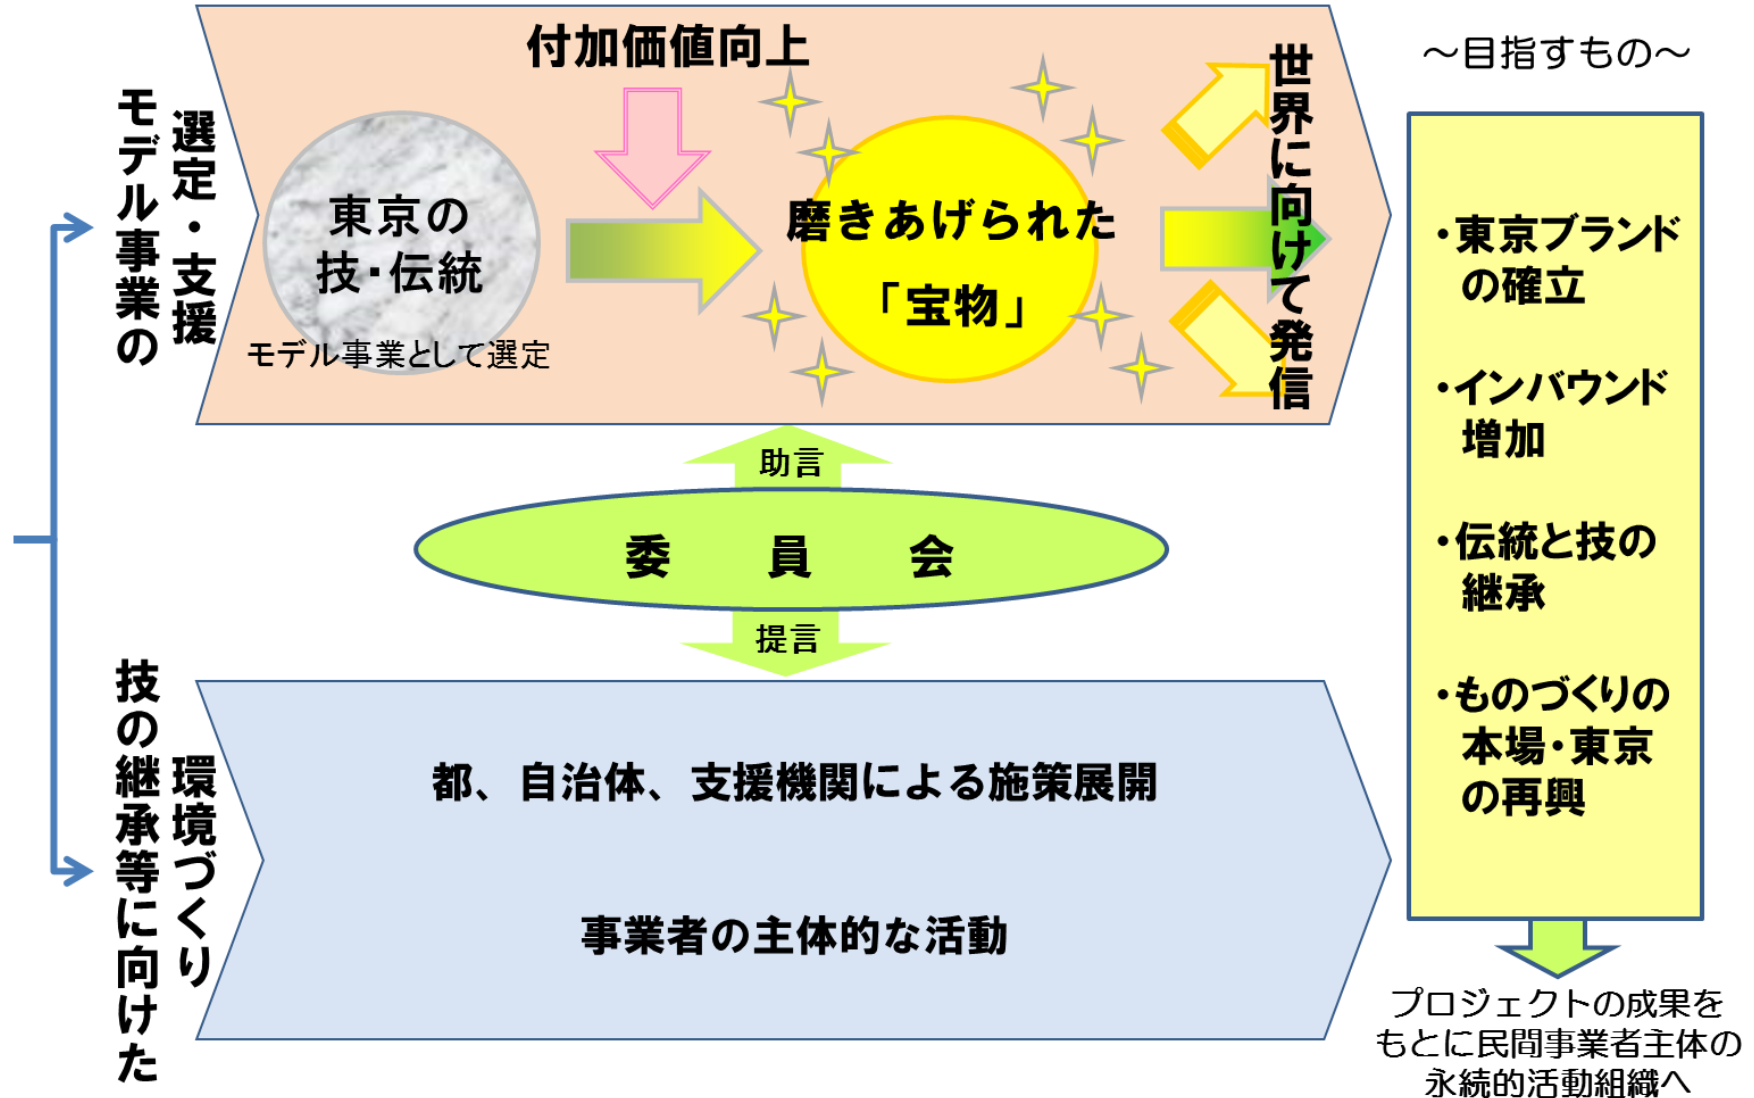 モデル事業の
選定・支援
付加価値向上
東京の
技・伝統
モデル事業として選定
磨きあげられた
「宝物」
世界に向けて発信
助言
委員会
提言
技の継承等に向けた
環境づくり
都、自治体、支援機関による施策展開
事業者の主体的な活動
～目指すもの～
・東京ブランド
の確立
・インバウンド
増加
・伝統と技の
継承
・ものづくりの
本場・東京
の再興
プロジェクトの成果を
もとに民間事業者主体の
永続的活動組織へ